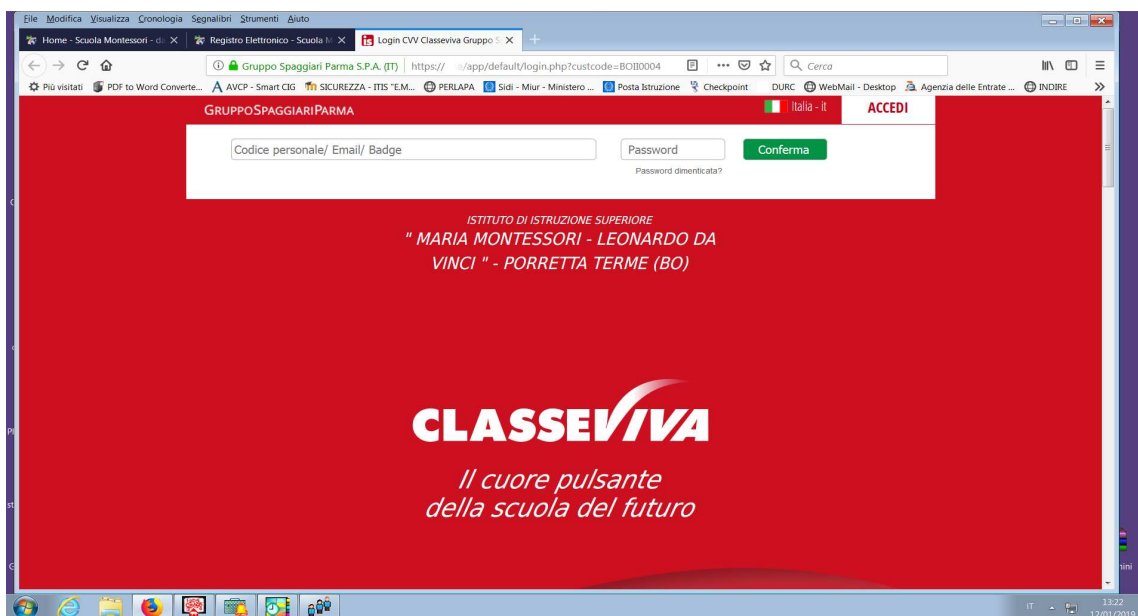 File Modifica Visualizza Cronologia Segnalibri Strumenti Aiuto
Home - Scuola Montessori - d
Registro Elettronico - Scuola M
Login CVV Classeviva Gruppo S
Gruppo Spaggiari Parma S.P.A. (IT) https:// /app/default/login.php?custcode=BOII0004 Cerca
Più visitati PDF to Word Converte... AVCP - Smart CIG SICUREZZA - ITIS "E.M... PERLAPA Sidi - Miur - Ministero ... Posta Istruzione Checkpoint DURC WebMail - Desktop Agenzia delle Entrate ... INDIRE
GRUPPOSPAGGIARIPARMA Italia - it ACCEDI
Codice personale/ Email/ Badge Password Conferma
Password dimenticata?
ISTITUTO DI ISTRUZIONE SUPERIORE
" MARIA MONTESSORI - LEONARDO DA
VINCI " - PORRETTA TERME (BO)
CLASSEVIVA
Il cuore pulsante
della scuola del futuro
IT 13:22
12/01/2019